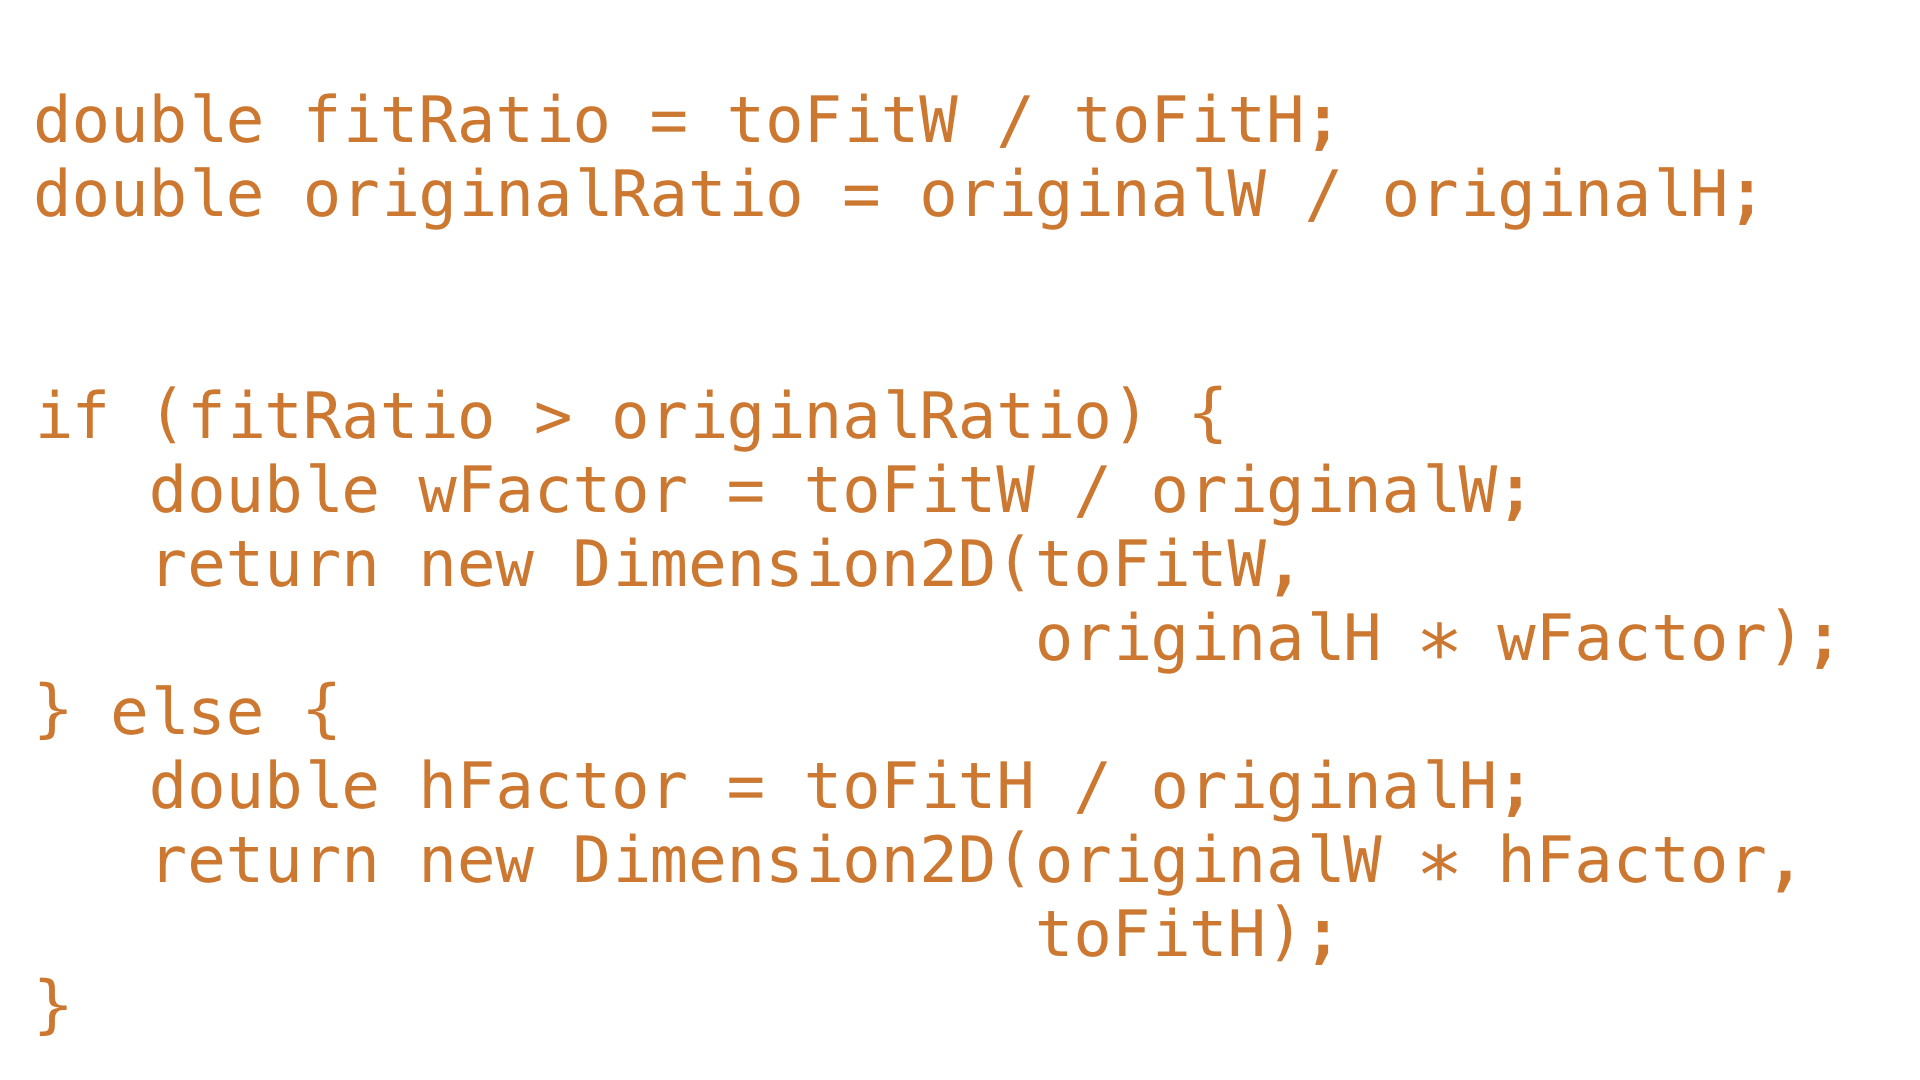 double fitRatio = toFitW / toFitH;
double originalRatio = originalW / originalH;
if (fitRatio > originalRatio) {
   double wFactor = toFitW / originalW;
   return new Dimension2D(toFitW,
                          originalH * wFactor);
} else {
   double hFactor = toFitH / originalH;
   return new Dimension2D(originalW * hFactor,
                          toFitH);
}